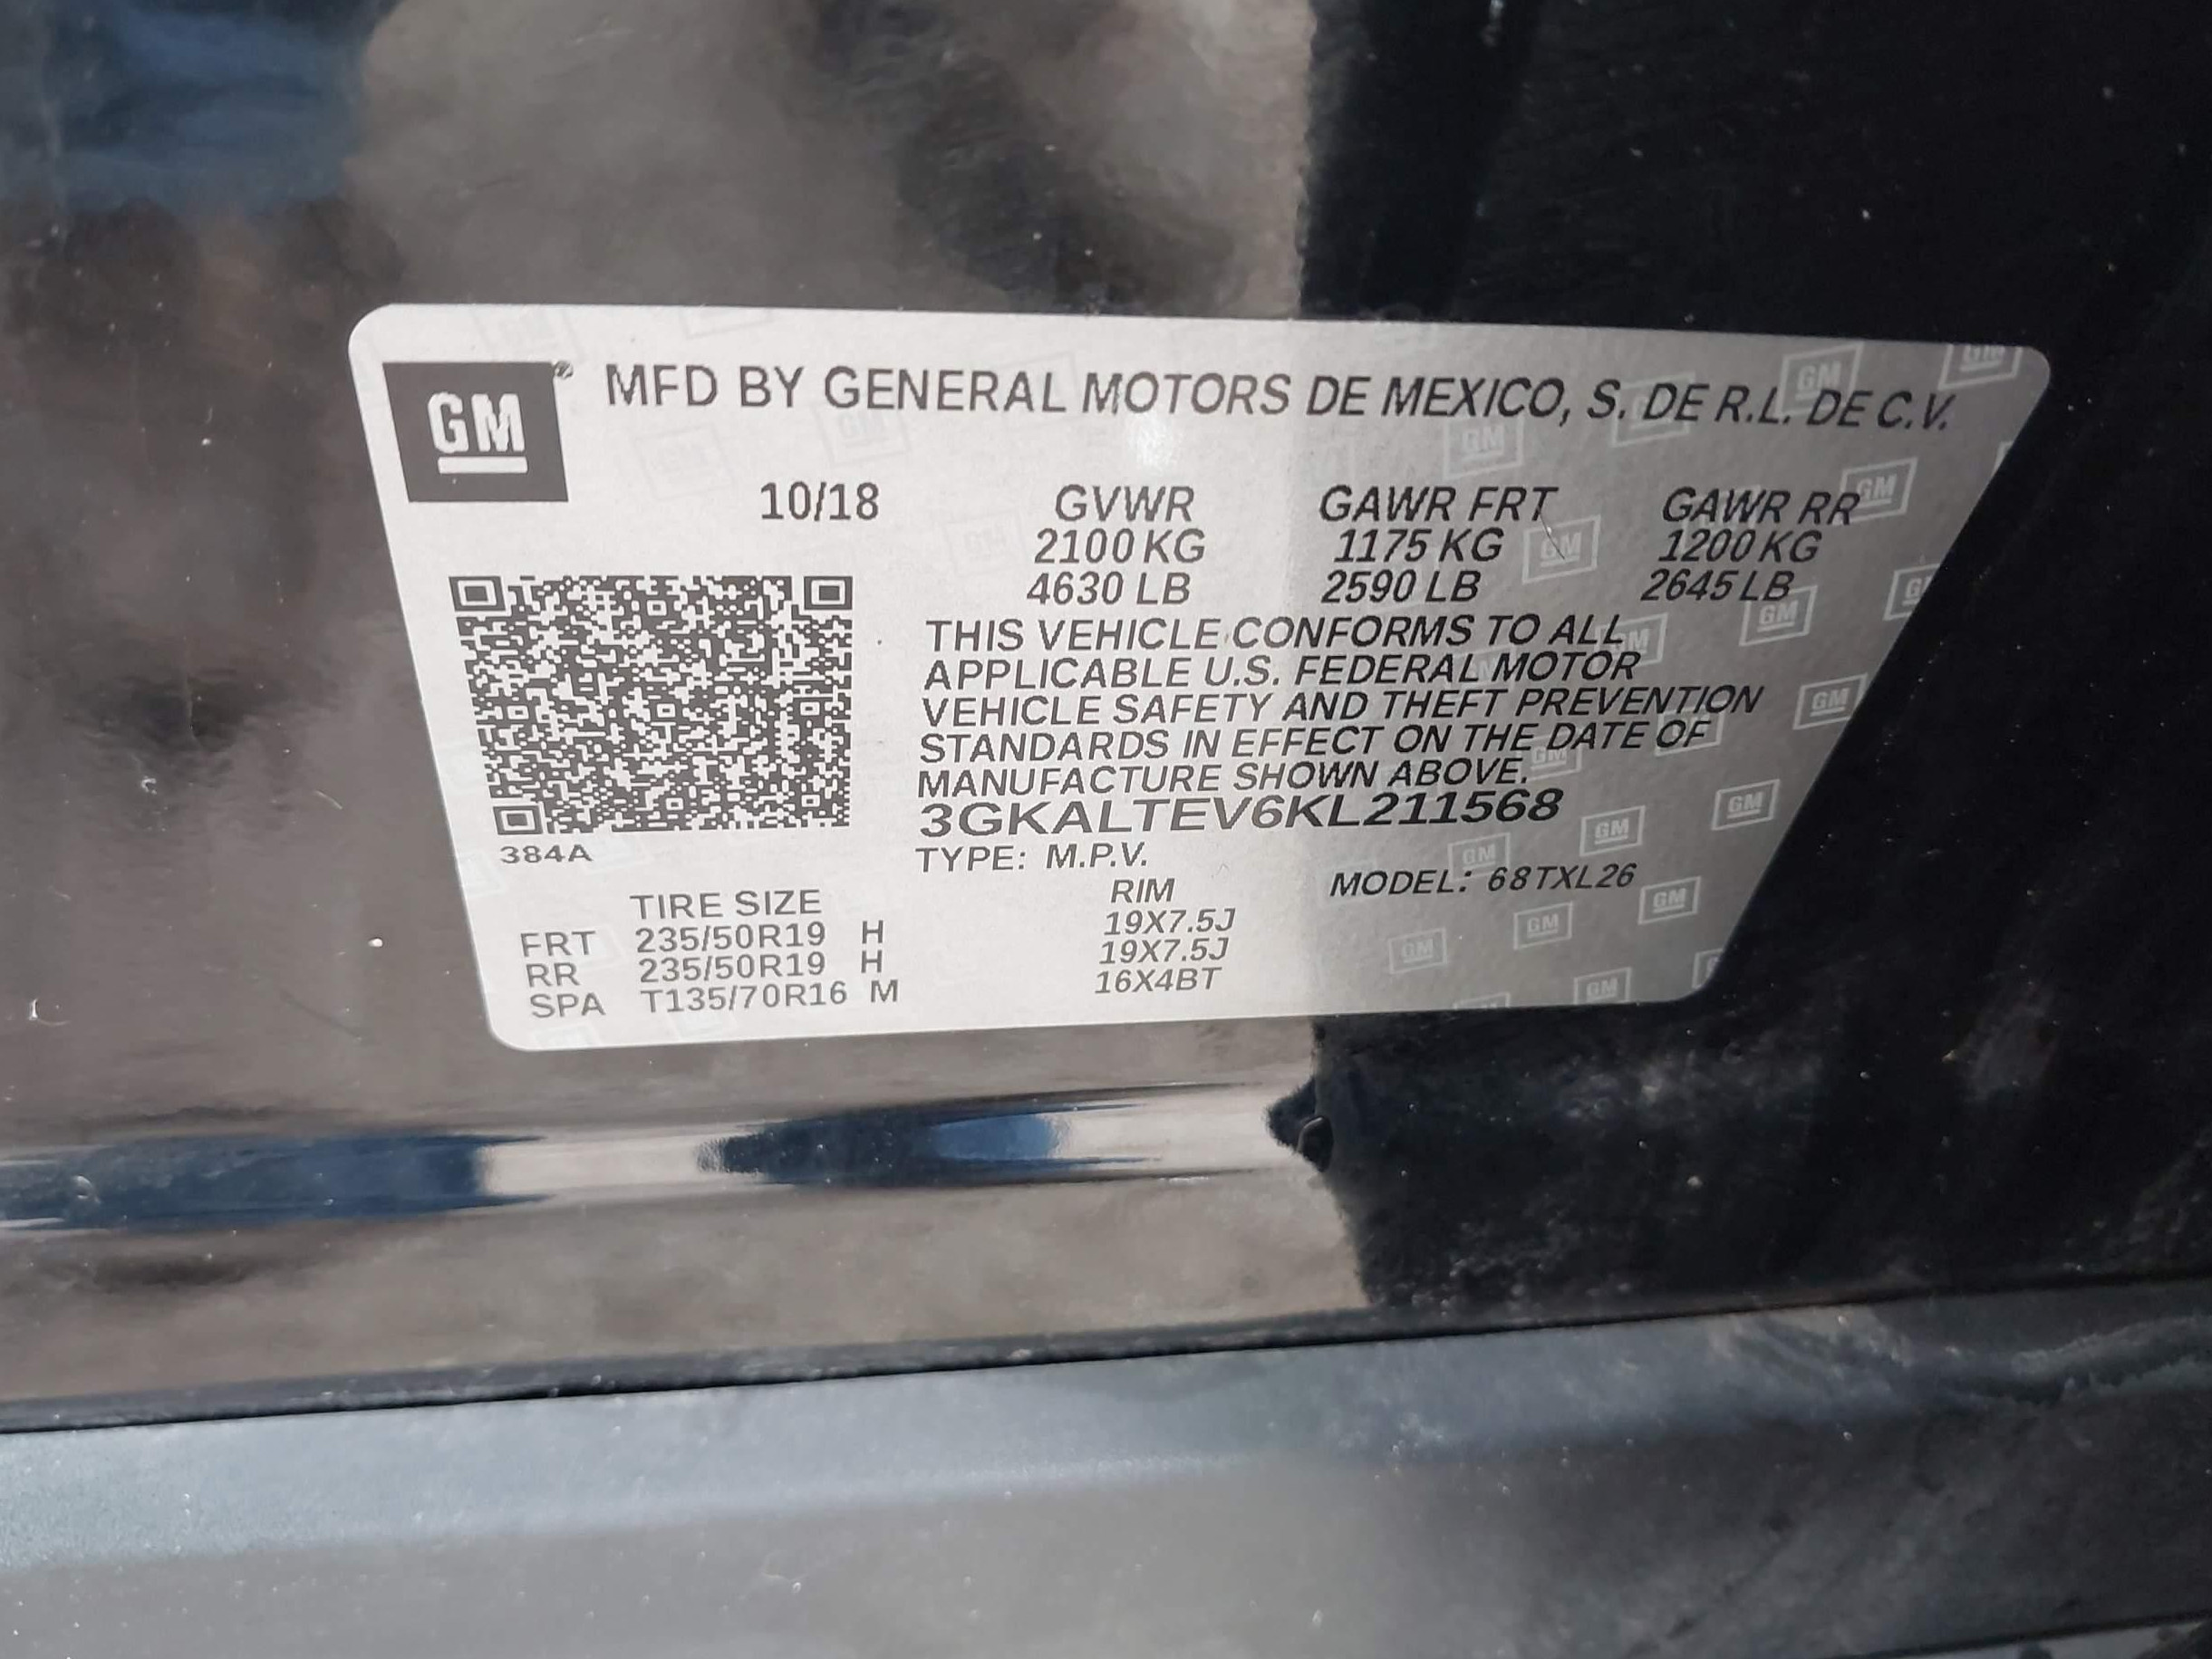 GM ® MFD BY GENERAL MOTORS DE MEXICO, S. DE R.L. DE C.V.
10/18 GVWR GAWR FRT GAWR RR
2100 KG 1175 KG 1200 KG
4630 LB 2590 LB 2645 LB
THIS VEHICLE CONFORMS TO ALL
APPLICABLE U.S. FEDERAL MOTOR
VEHICLE SAFETY AND THEFT PREVENTION
STANDARDS IN EFFECT ON THE DATE OF
MANUFACTURE SHOWN ABOVE.
3GKALTEV6KL211568
384A
TYPE: M.P.V.
MODEL: 68TXL26
TIRE SIZE RIM
FRT 235/50R19 H 19X7.5J
RR 235/50R19 H 19X7.5J
SPA T135/70R16 M 16X4BT